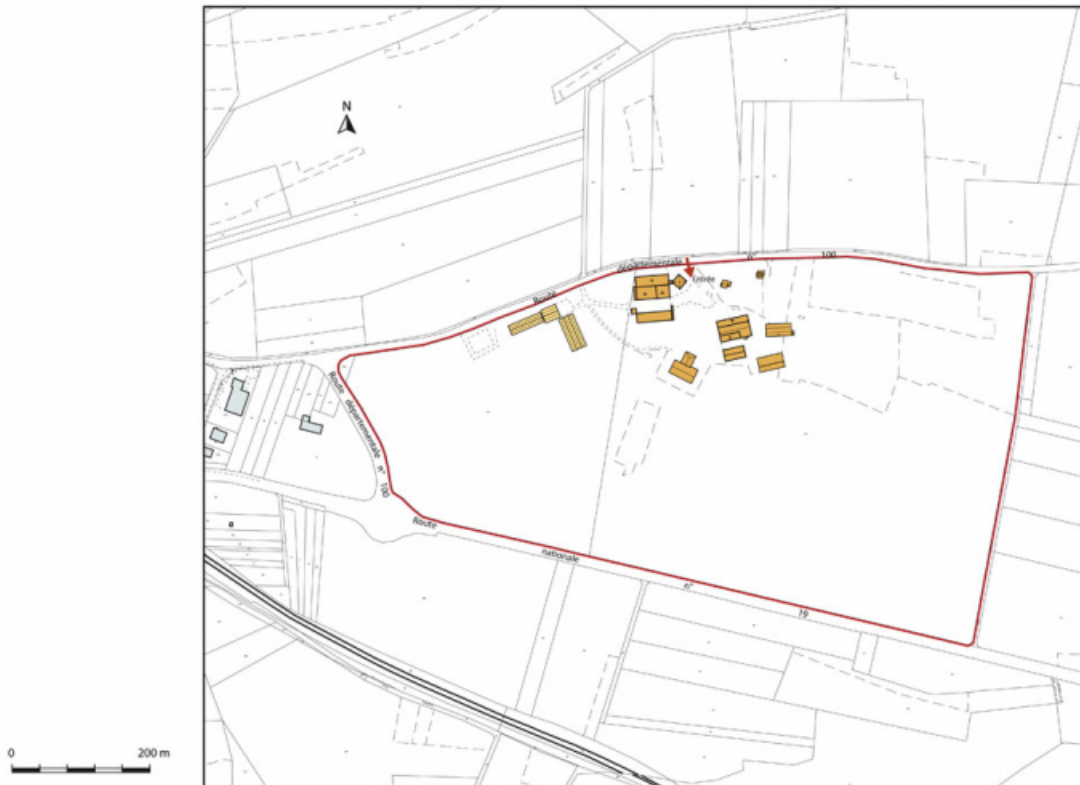 N
Route départementale n° 100
Entrée
Route départementale n° 100
Route nationale n° 19
0 200 m